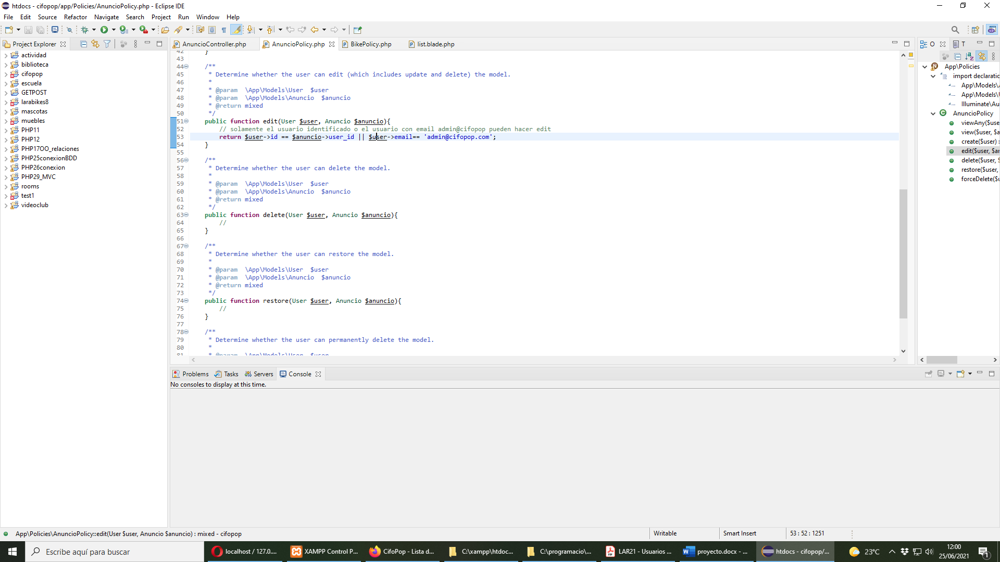 htdocs - cifopop/app/Policies/AnuncioPolicy.php - Eclipse IDE
File Edit Source Refactor Navigate Search Project Run Window Help
Project Explorer
actividad
biblioteca
cifopop
escuela
GETPOST
larabikes8
mascotas
muebles
PHP11
PHP12
PHP17OO_relaciones
PHP25conexionBDD
PHP26conexion
PHP29_MVC
rooms
test1
videoclub
AnuncioController.php AnuncioPolicy.php BikePolicy.php list.blade.php
42 }
43
44 /**
45 * Determine whether the user can edit (which includes update and delete) the model.
46 *
47 * @param \App\Models\User $user
48 * @param \App\Models\Anuncio $anuncio
49 * @return mixed
50 */
51 public function edit(User $user, Anuncio $anuncio){
52 // solamente el usuario identificado o el usuario con email admin@cifopop pueden hacer edit
53 return $user->id == $anuncio->user_id || $user->email== 'admin@cifopop.com';
54 }
55
56 /**
57 * Determine whether the user can delete the model.
58 *
59 * @param \App\Models\User $user
60 * @param \App\Models\Anuncio $anuncio
61 * @return mixed
62 */
63 public function delete(User $user, Anuncio $anuncio){
64 //
65 }
66
67 /**
68 * Determine whether the user can restore the model.
69 *
70 * @param \App\Models\User $user
71 * @param \App\Models\Anuncio $anuncio
72 * @return mixed
73 */
74 public function restore(User $user, Anuncio $anuncio){
75 //
76 }
77
78 /**
79 * Determine whether the user can permanently delete the model.
80 *
81 * @param \App\Models\User $user
O T
App\Policies
import declaratic
App\Models\
App\Models\
Illuminate\Au
AnuncioPolicy
viewAny($use
view($user, $a
create($user) :
edit($user, $a
delete($user, $
restore($user,
forceDelete($
Problems Tasks Servers Console
No consoles to display at this time.
App\Policies\AnuncioPolicy::edit(User $user, Anuncio $anuncio) : mixed - cifopop
Writable Smart Insert 53 : 52 : 1251
Escribe aquí para buscar
localhost / 127.0....
XAMPP Control P...
CifoPop - Lista d...
C:\xampp\htdoc...
C:\programacio\...
LAR21 - Usuarios ...
proyecto.docx - ...
htdocs - cifopop/...
23°C
12:00
25/06/2021
1